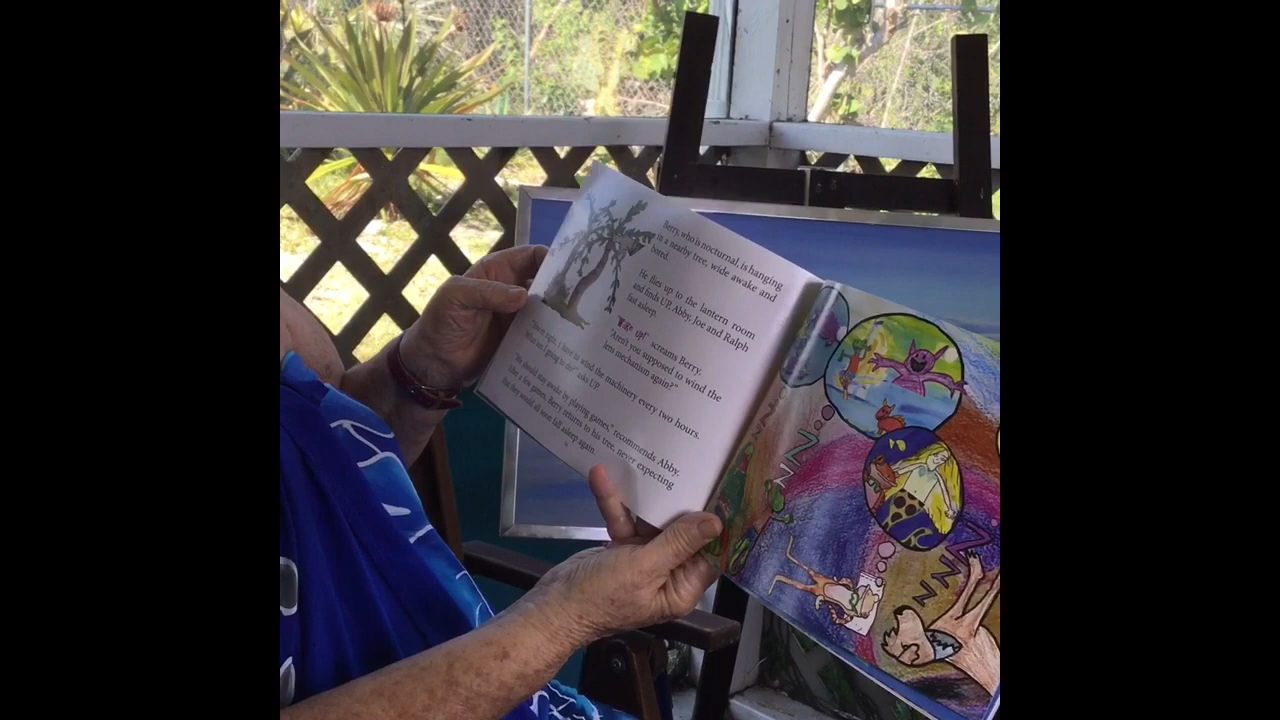 Berry, who is nocturnal, is hanging
in a nearby tree, wide awake and
bored.
He flies up to the lantern room
and finds UP, Abby, Joe and Ralph
fast asleep.
"Wake up!" screams Berry.
"Aren't you supposed to wind the
lens mechanism again?"
"You're right, I have to wind the machinery every two hours.
What am I going to do?" asks UP.
"We should stay awake by playing games," recommends Abby.
After a few games, Berry returns to his tree, never expecting
that they would all soon fall asleep again.
ZZZ
ZZZ
ZZZ